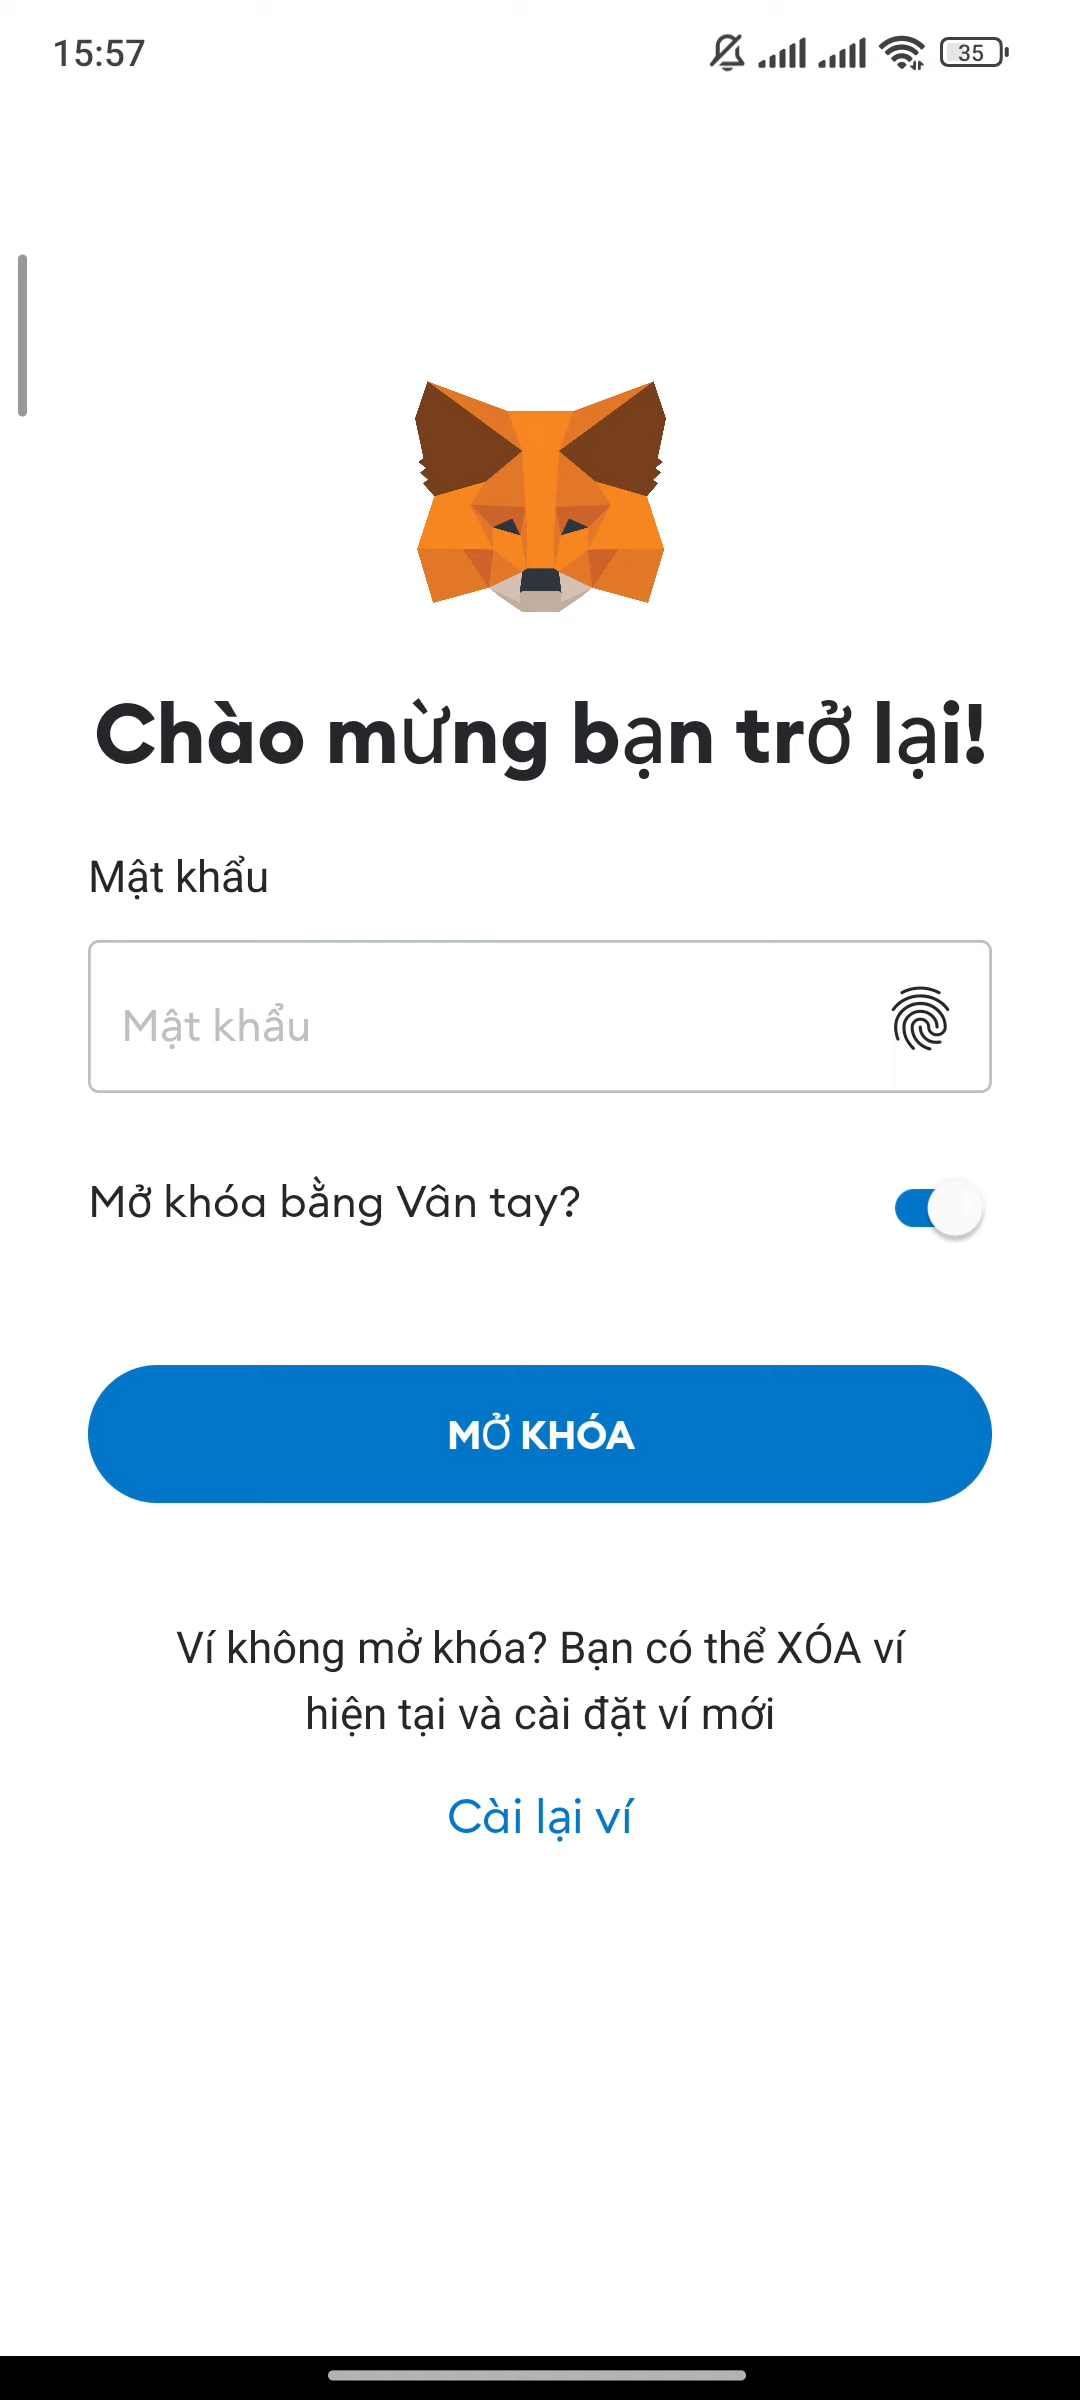 15:57
35
Chào mừng bạn trở lại!
Mật khẩu
Mật khẩu
Mở khóa bằng Vân tay?
MỞ KHÓA
Ví không mở khóa? Bạn có thể XÓA ví
hiện tại và cài đặt ví mới
Cài lại ví